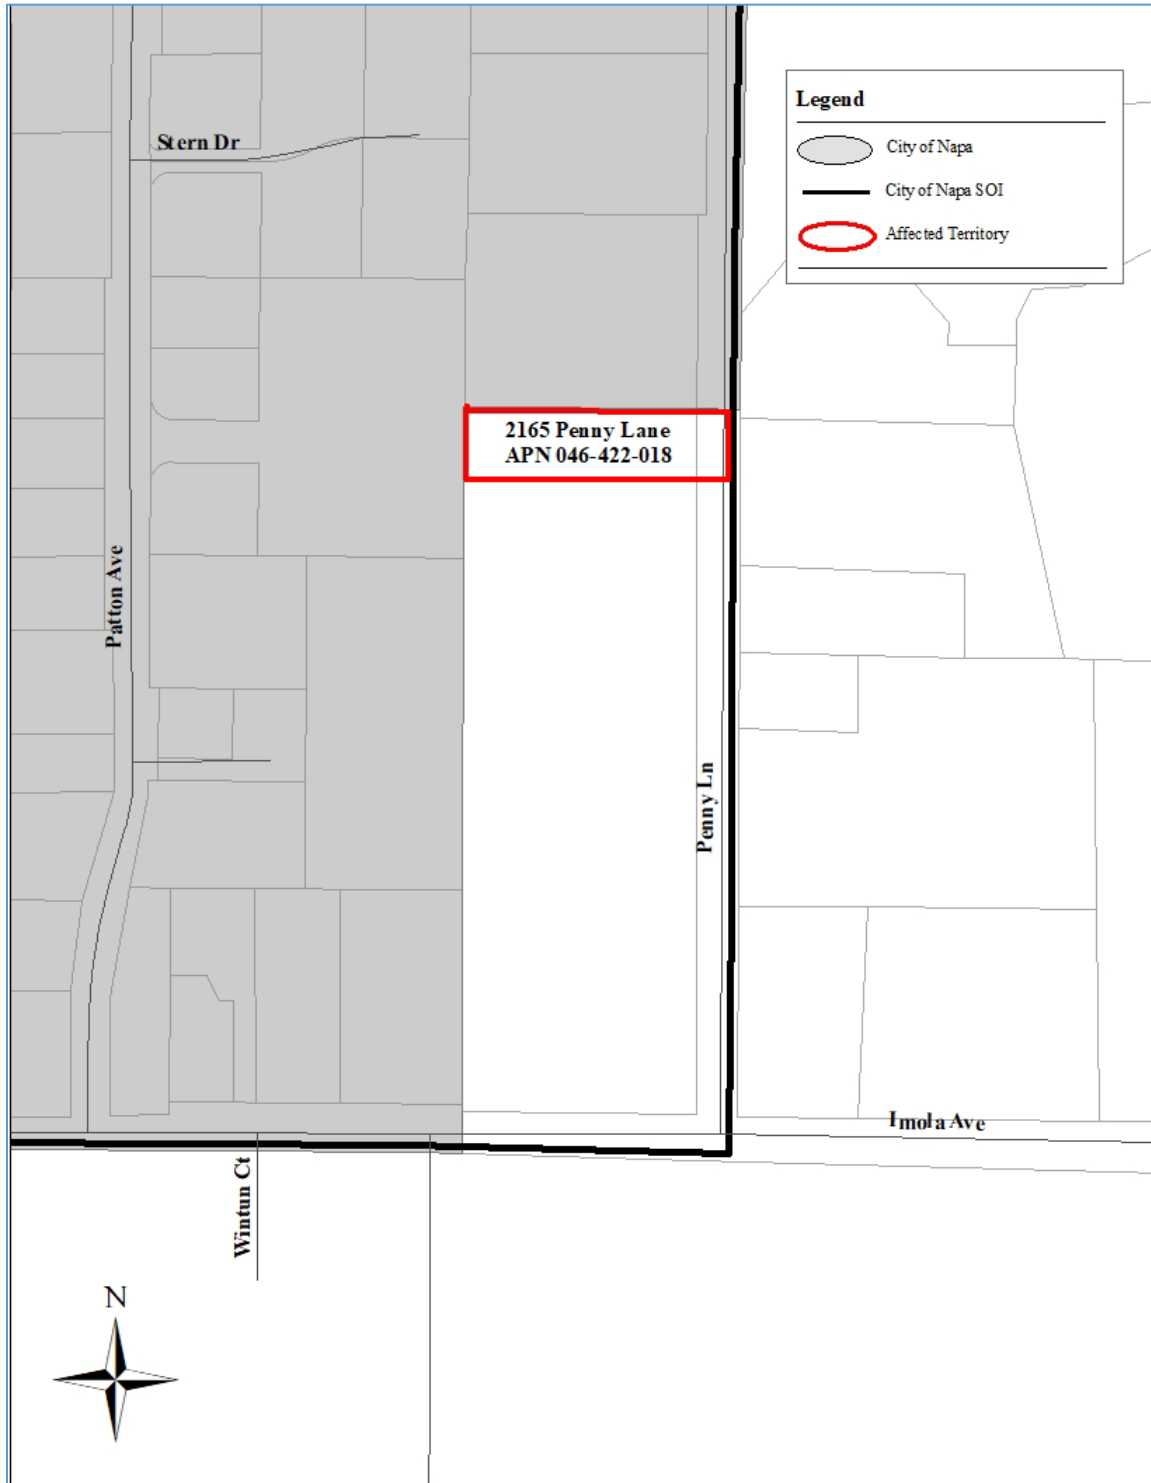 Legend
City of Napa
City of Napa SOI
Affected Territory
Stern Dr
2165 Penny Lane
APN 046-422-018
Patton Ave
Penny Ln
Imola Ave
Wintun Ct
N